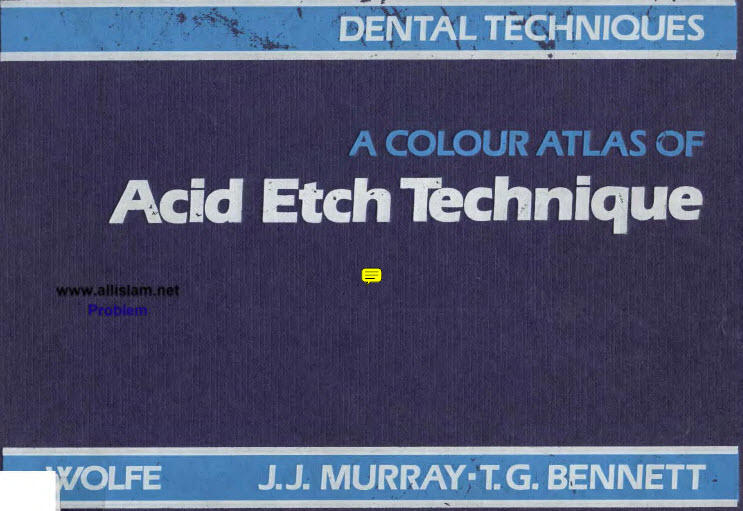 DENTAL TECHNIQUES
A COLOUR ATLAS OF
Acid Etch Technique
www.allislam.net
Problem
WOLFE
J.J. MURRAY·T.G. BENNETT